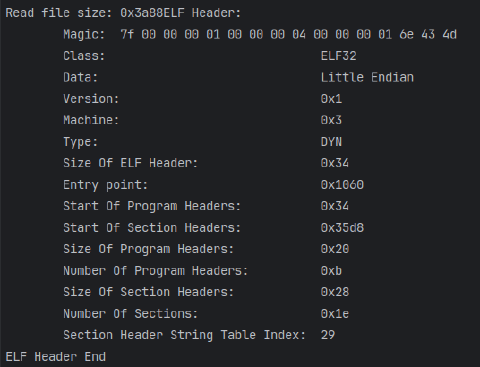 Read file size: 0x3a88ELF Header:
Magic: 7f 00 00 00 01 00 00 00 04 00 00 00 01 6e 43 4d
Class: ELF32
Data: Little Endian
Version: 0x1
Machine: 0x3
Type: DYN
Size Of ELF Header: 0x34
Entry point: 0x1060
Start Of Program Headers: 0x34
Start Of Section Headers: 0x35d8
Size Of Program Headers: 0x20
Number Of Program Headers: 0xb
Size Of Section Headers: 0x28
Number Of Sections: 0x1e
Section Header String Table Index: 29
ELF Header End